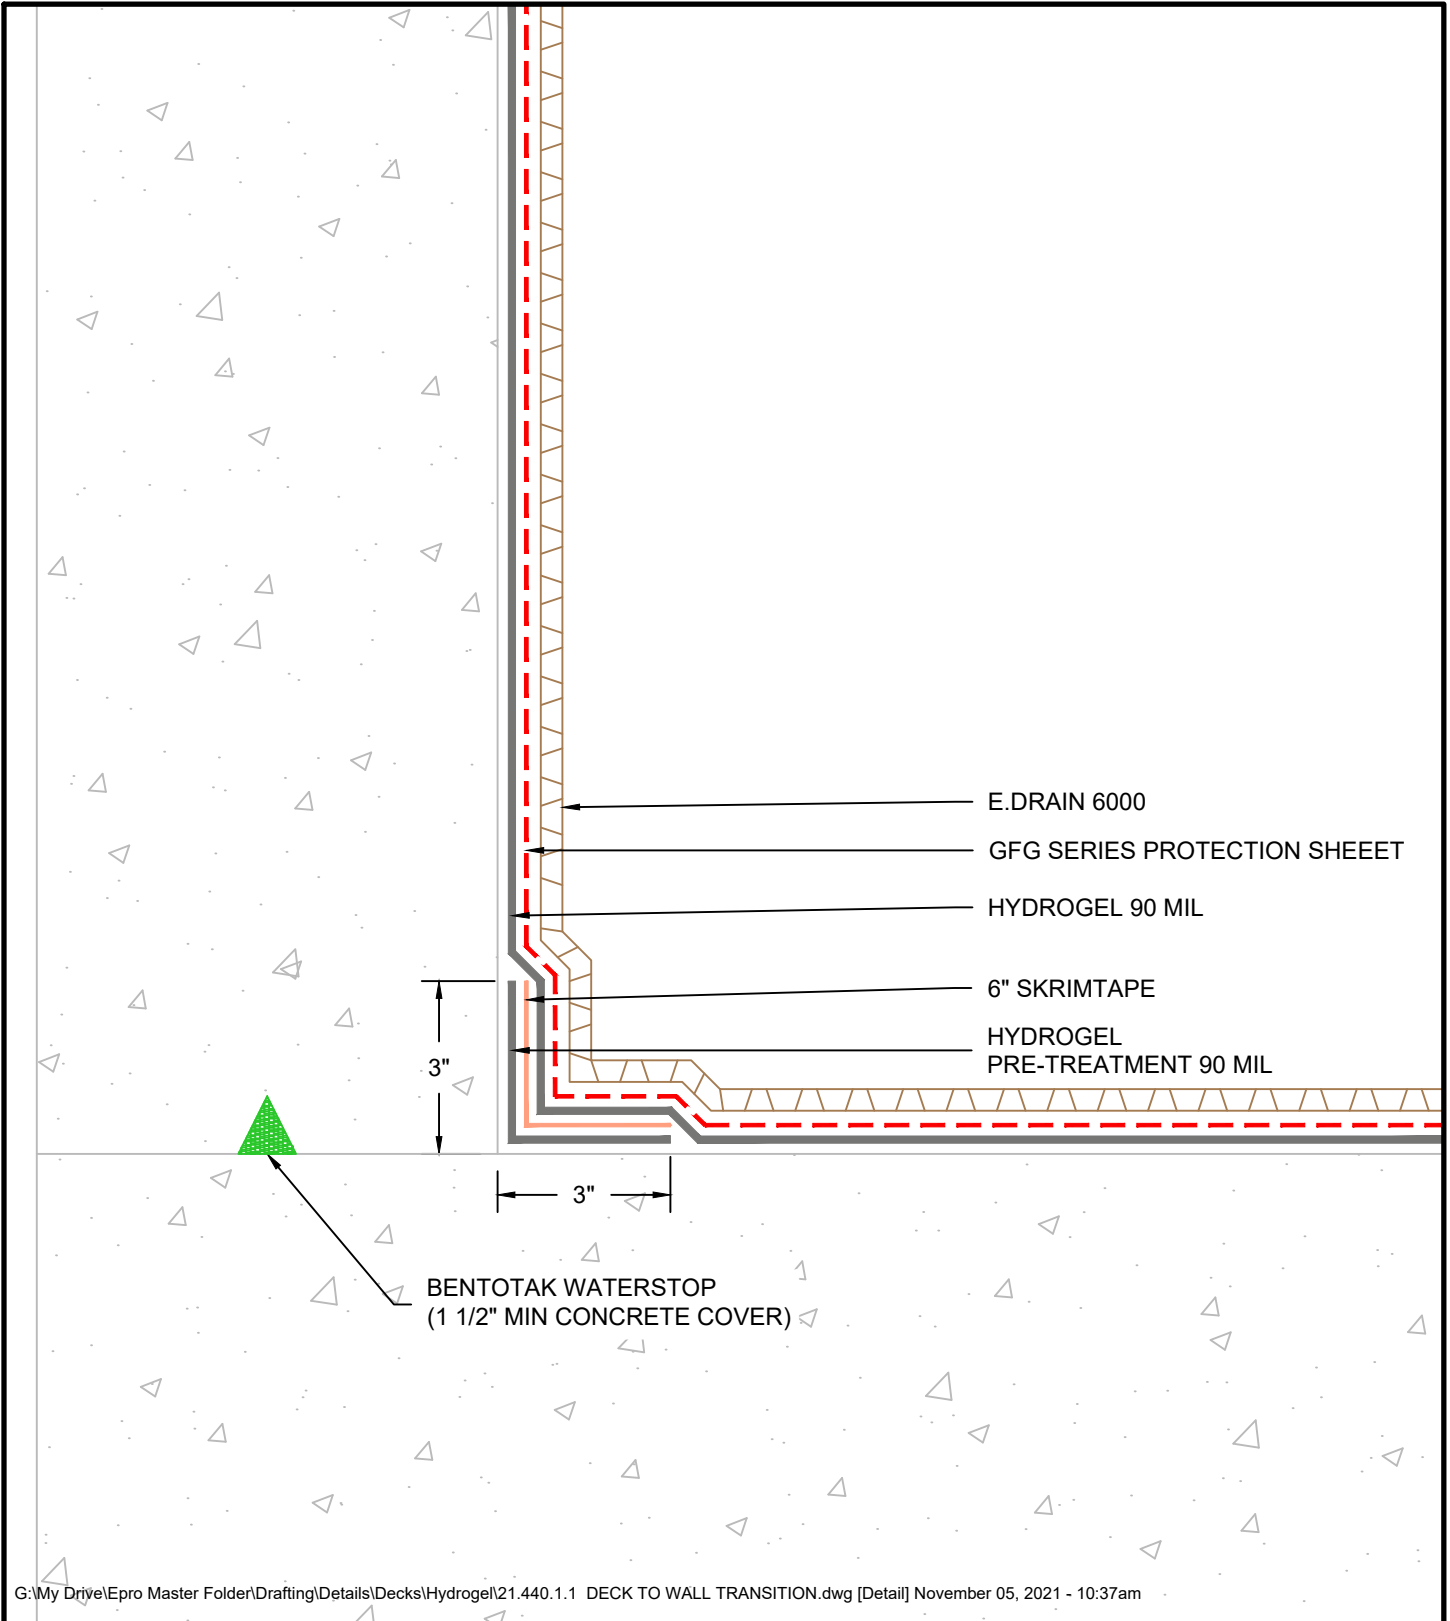 E.DRAIN 6000
GFG SERIES PROTECTION SHEEET
HYDROGEL 90 MIL
6" SKRIMTAPE
HYDROGEL
PRE-TREATMENT 90 MIL
3"
3"
BENTOTAK WATERSTOP
(1 1/2" MIN CONCRETE COVER)
G:\My Drive\Epro Master Folder\Drafting\Details\Decks\Hydrogel\21.440.1.1 DECK TO WALL TRANSITION.dwg [Detail] November 05, 2021 - 10:37am